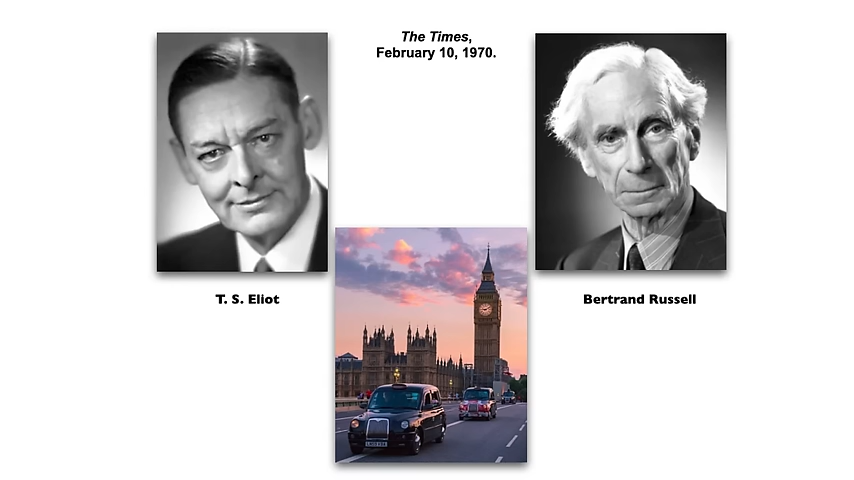 The Times,
February 10, 1970.
T. S. Eliot
Bertrand Russell